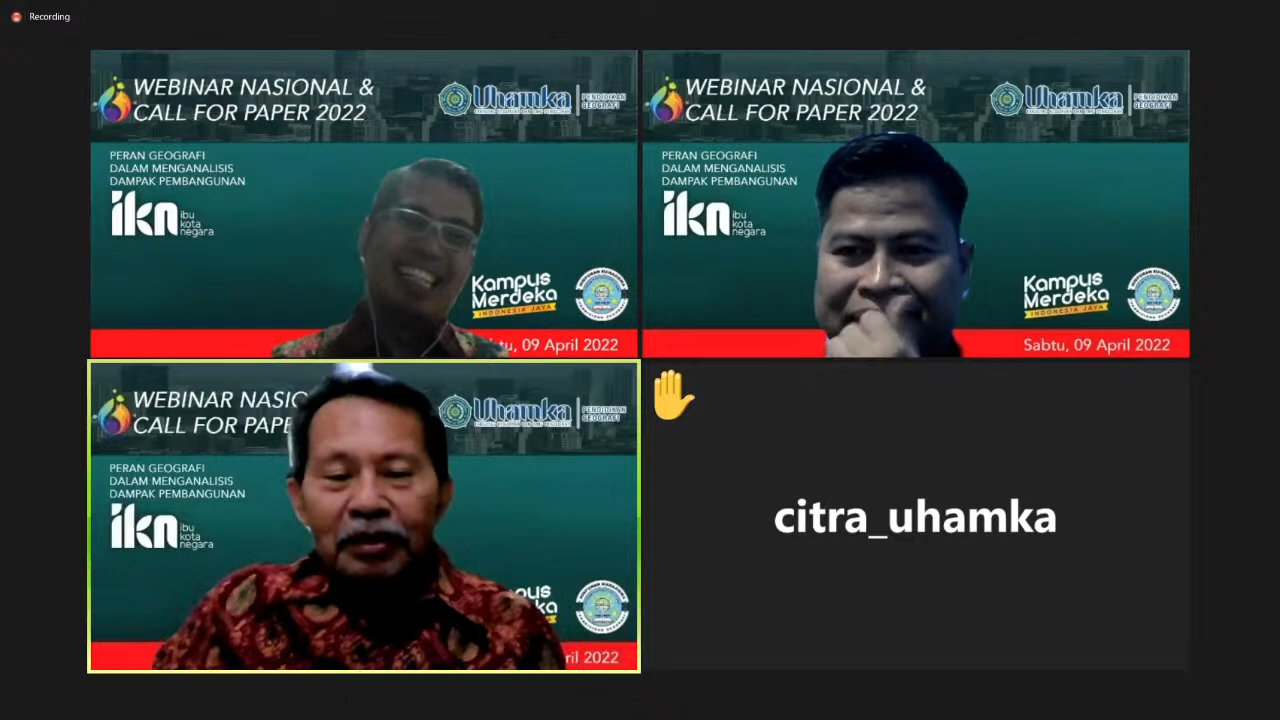 Recording
WEBINAR NASIONAL &
CALL FOR PAPER 2022
Uhamka
PENDIDIKAN
GEOGRAFI
PERAN GEOGRAFI
DALAM MENGANALISIS
DAMPAK PEMBANGUNAN
ikn ibu
kota
negara
Kampus
Merdeka
INDONESIA JAYA
tu, 09 April 2022
WEBINAR NASIONAL &
CALL FOR PAPER 2022
Uhamka
PENDIDIKAN
GEOGRAFI
PERAN GEOGRAFI
DALAM MENGANALISIS
DAMPAK PEMBANGUNAN
ikn ibu
kota
negara
Kampus
Merdeka
INDONESIA JAYA
Sabtu, 09 April 2022
WEBINAR NASIO
CALL FOR PAPE
Uhamka
PENDIDIKAN
GEOGRAFI
PERAN GEOGRAFI
DALAM MENGANALISIS
DAMPAK PEMBANGUNAN
ikn ibu
kota
negara
pus
ka
ril 2022
citra_uhamka